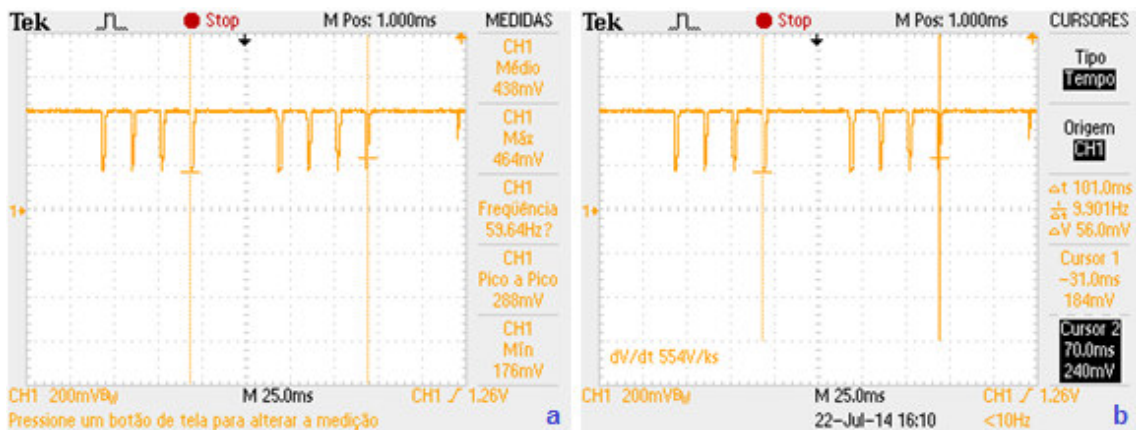 Tek Stop M Pos: 1.000ms MEDIDAS
CH1
Médio
438mV
CH1
Máx
464mV
CH1
Freqüência
59.64Hz?
CH1
Pico a Pico
288mV
CH1
Mín
176mV
1
CH1 200mVBW M 25.0ms CH1 1.26V
Pressione um botão de tela para alterar a medição
a
Tek Stop M Pos: 1.000ms CURSORES
Tipo
Tempo
Origem
CH1
Δt 101.0ms
1/Δt 9.901Hz
ΔV 56.0mV
Cursor 1
-31.0ms
184mV
Cursor 2
70.0ms
240mV
1
dV/dt 554V/ks
CH1 200mVBW M 25.0ms CH1 1.26V
22-Jul-14 16:10 <10Hz
b